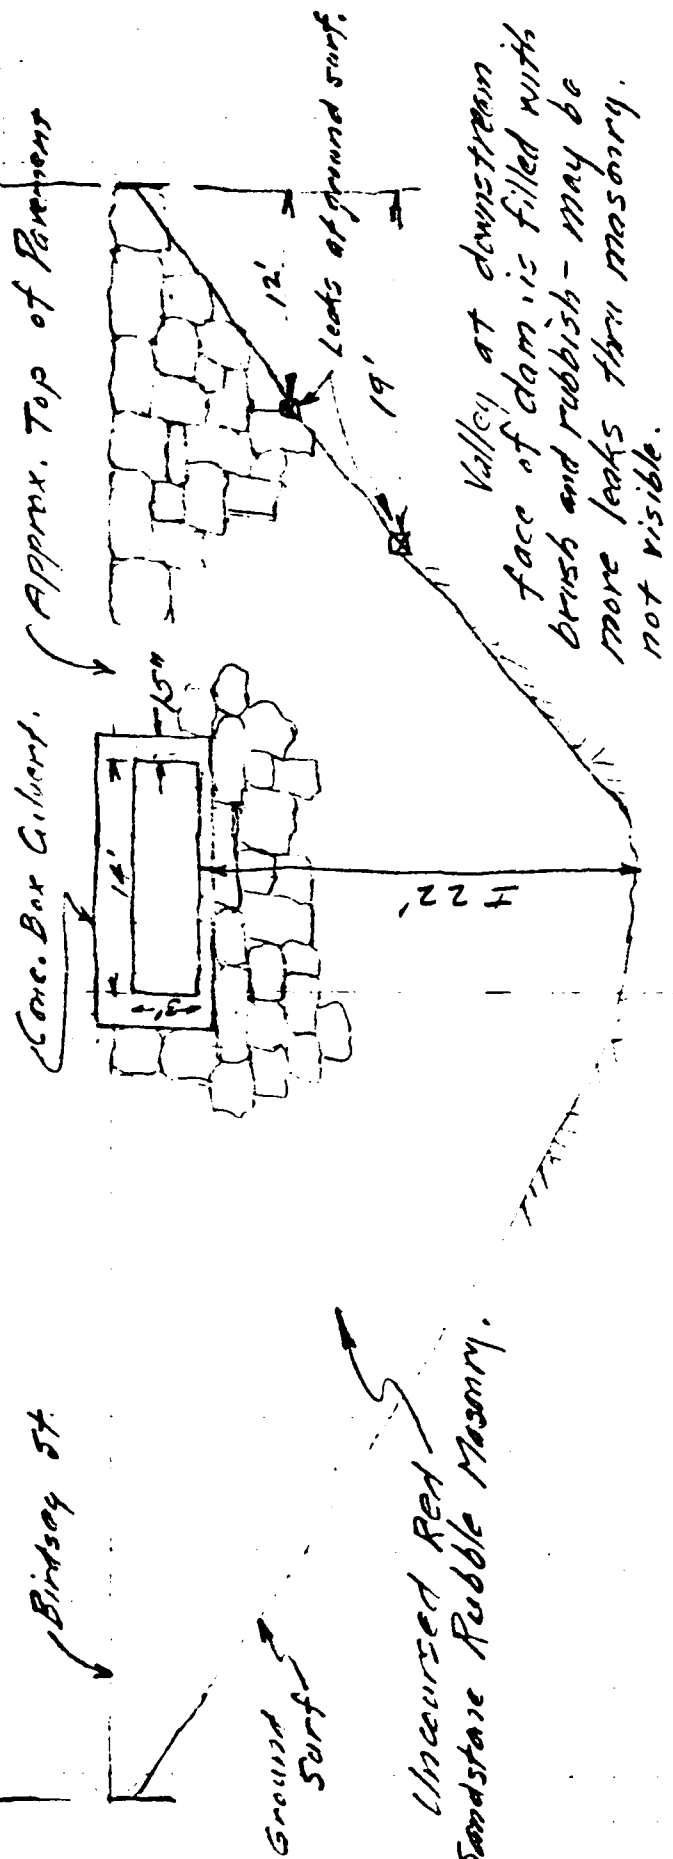 Birdsey St.
Conc. Box Culvert.
Approx. Top of Pavement
14'
3'
15"
12'
19'
Leaks at ground surf.
± 22'
Ground
Surf
Uncoursed Red
Sandstone Rubble Masonry.
Valley at downstream
face of dam is filled with
brush and rubbish - may be
more leaks thru masonry.
not visible.